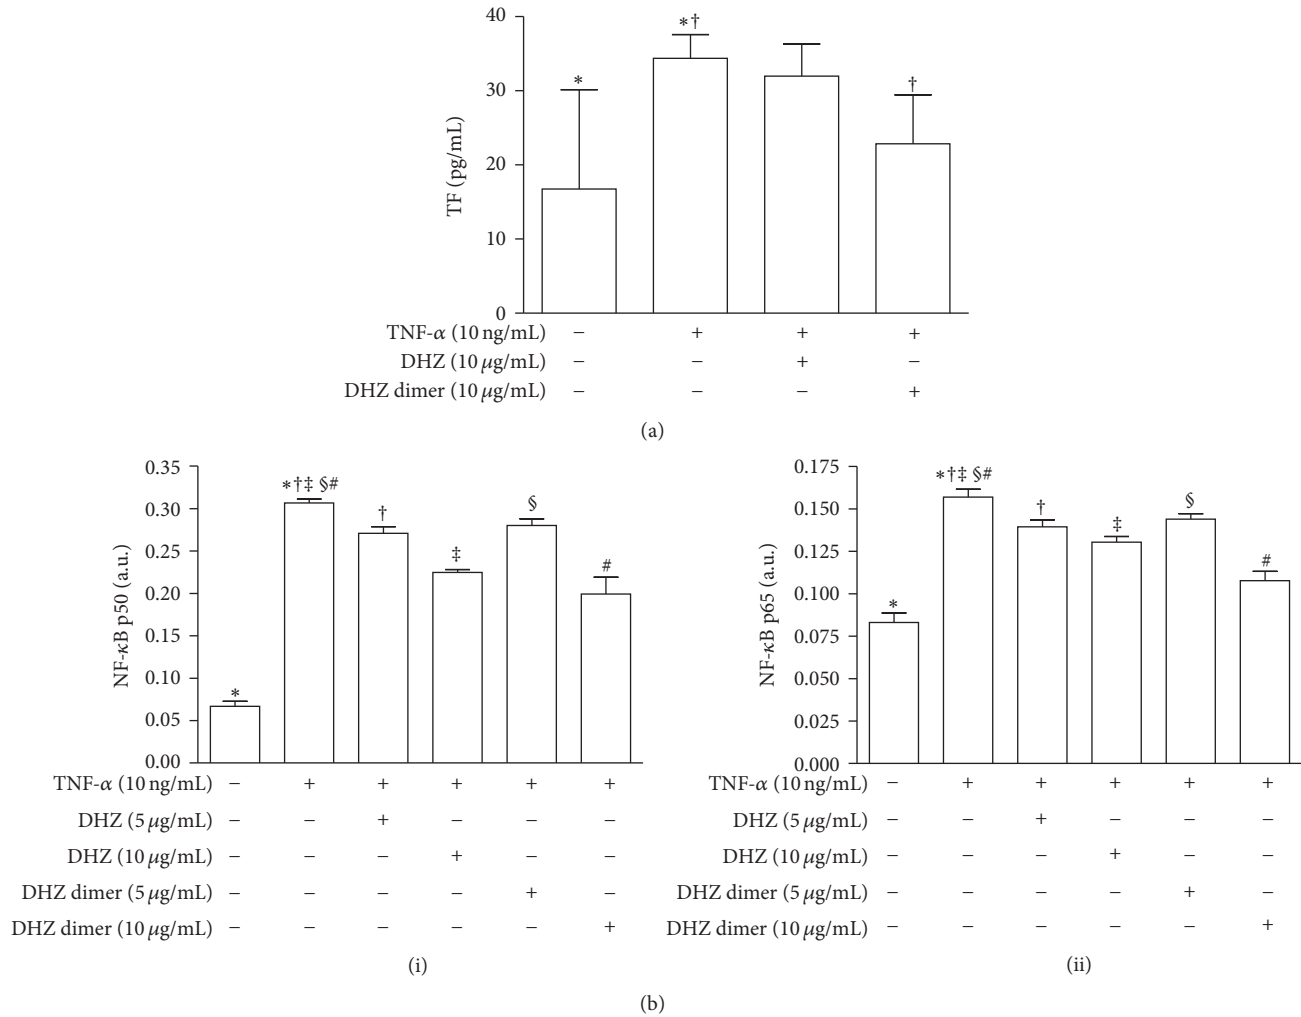 40
30
20
10
0
TF (pg/mL)
*
*†
†
TNF-α (10 ng/mL) − + + +
DHZ (10 μg/mL) − − + −
DHZ dimer (10 μg/mL) − − − +
(a)
0.35
0.30
0.25
0.20
0.15
0.10
0.05
0.00
NF-κB p50 (a.u.)
*
*†‡ §#
†
‡
§
#
TNF-α (10 ng/mL) − + + + + +
DHZ (5 μg/mL) − − + − − −
DHZ (10 μg/mL) − − − + − −
DHZ dimer (5 μg/mL) − − − − + −
DHZ dimer (10 μg/mL) − − − − − +
(i)
0.175
0.150
0.125
0.100
0.075
0.050
0.025
0.000
NF-κB p65 (a.u.)
*
*†‡ §#
†
‡
§
#
TNF-α (10 ng/mL) − + + + + +
DHZ (5 μg/mL) − − + − − −
DHZ (10 μg/mL) − − − + − −
DHZ dimer (5 μg/mL) − − − − + −
DHZ dimer (10 μg/mL) − − − − − +
(ii)
(b)